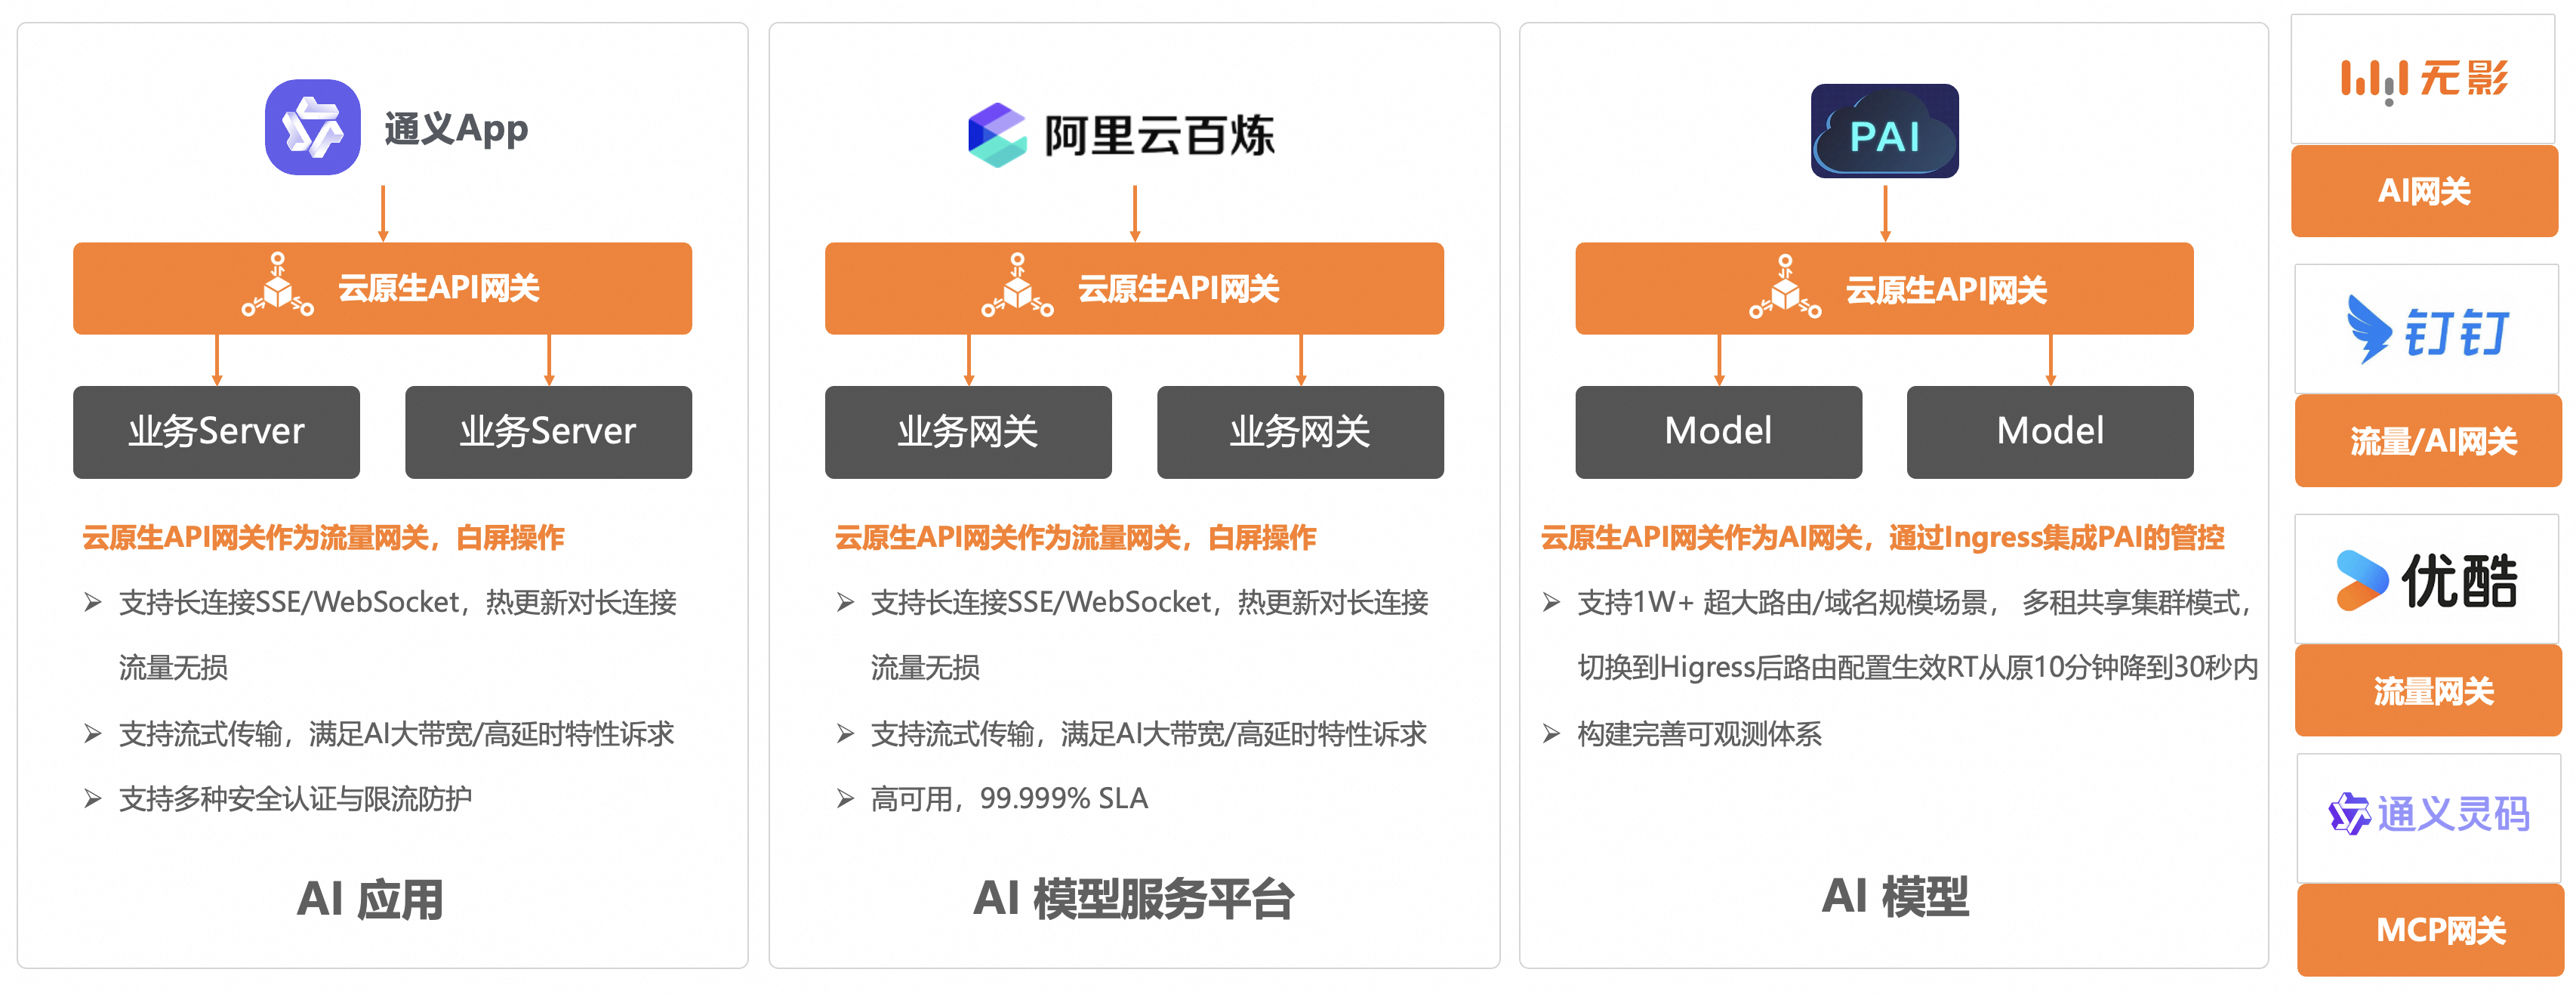 通义App
云原生API网关
业务Server
业务Server
云原生API网关作为流量网关，白屏操作
支持长连接SSE/WebSocket，热更新对长连接
流量无损
支持流式传输，满足AI大带宽/高延时特性诉求
支持多种安全认证与限流防护
AI 应用
阿里云百炼
云原生API网关
业务网关
业务网关
云原生API网关作为流量网关，白屏操作
支持长连接SSE/WebSocket，热更新对长连接
流量无损
支持流式传输，满足AI大带宽/高延时特性诉求
高可用，99.999% SLA
AI 模型服务平台
PAI
云原生API网关
Model
Model
云原生API网关作为AI网关，通过Ingress集成PAI的管控
支持1W+ 超大路由/域名规模场景， 多租共享集群模式，
切换到Higress后路由配置生效RT从原10分钟降到30秒内
构建完善可观测体系
AI 模型
无影
AI网关
钉钉
流量/AI网关
优酷
流量网关
通义灵码
MCP网关